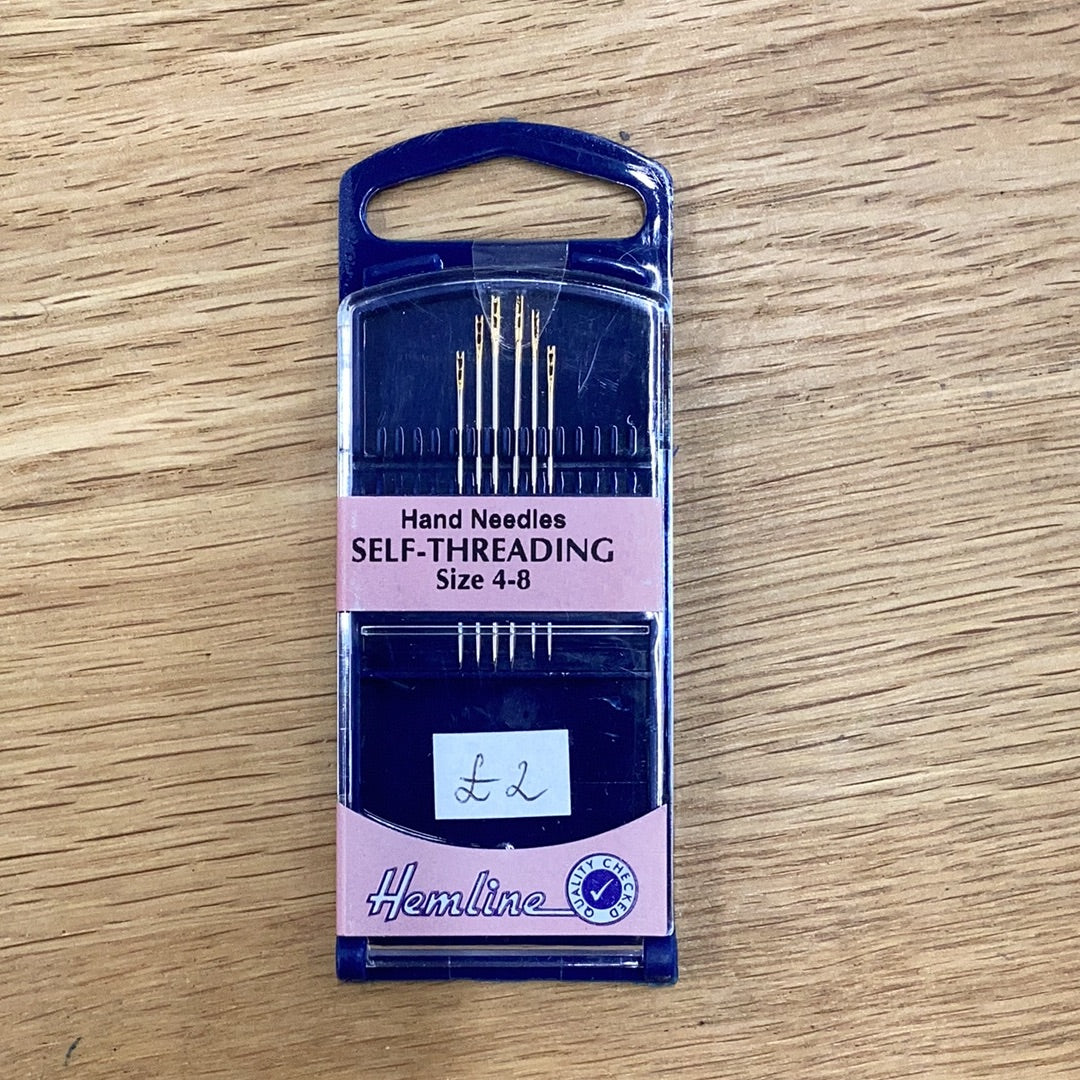 Hand Needles
SELF-THREADING
Size 4-8
£2
Hemline
QUALITY CHECKED